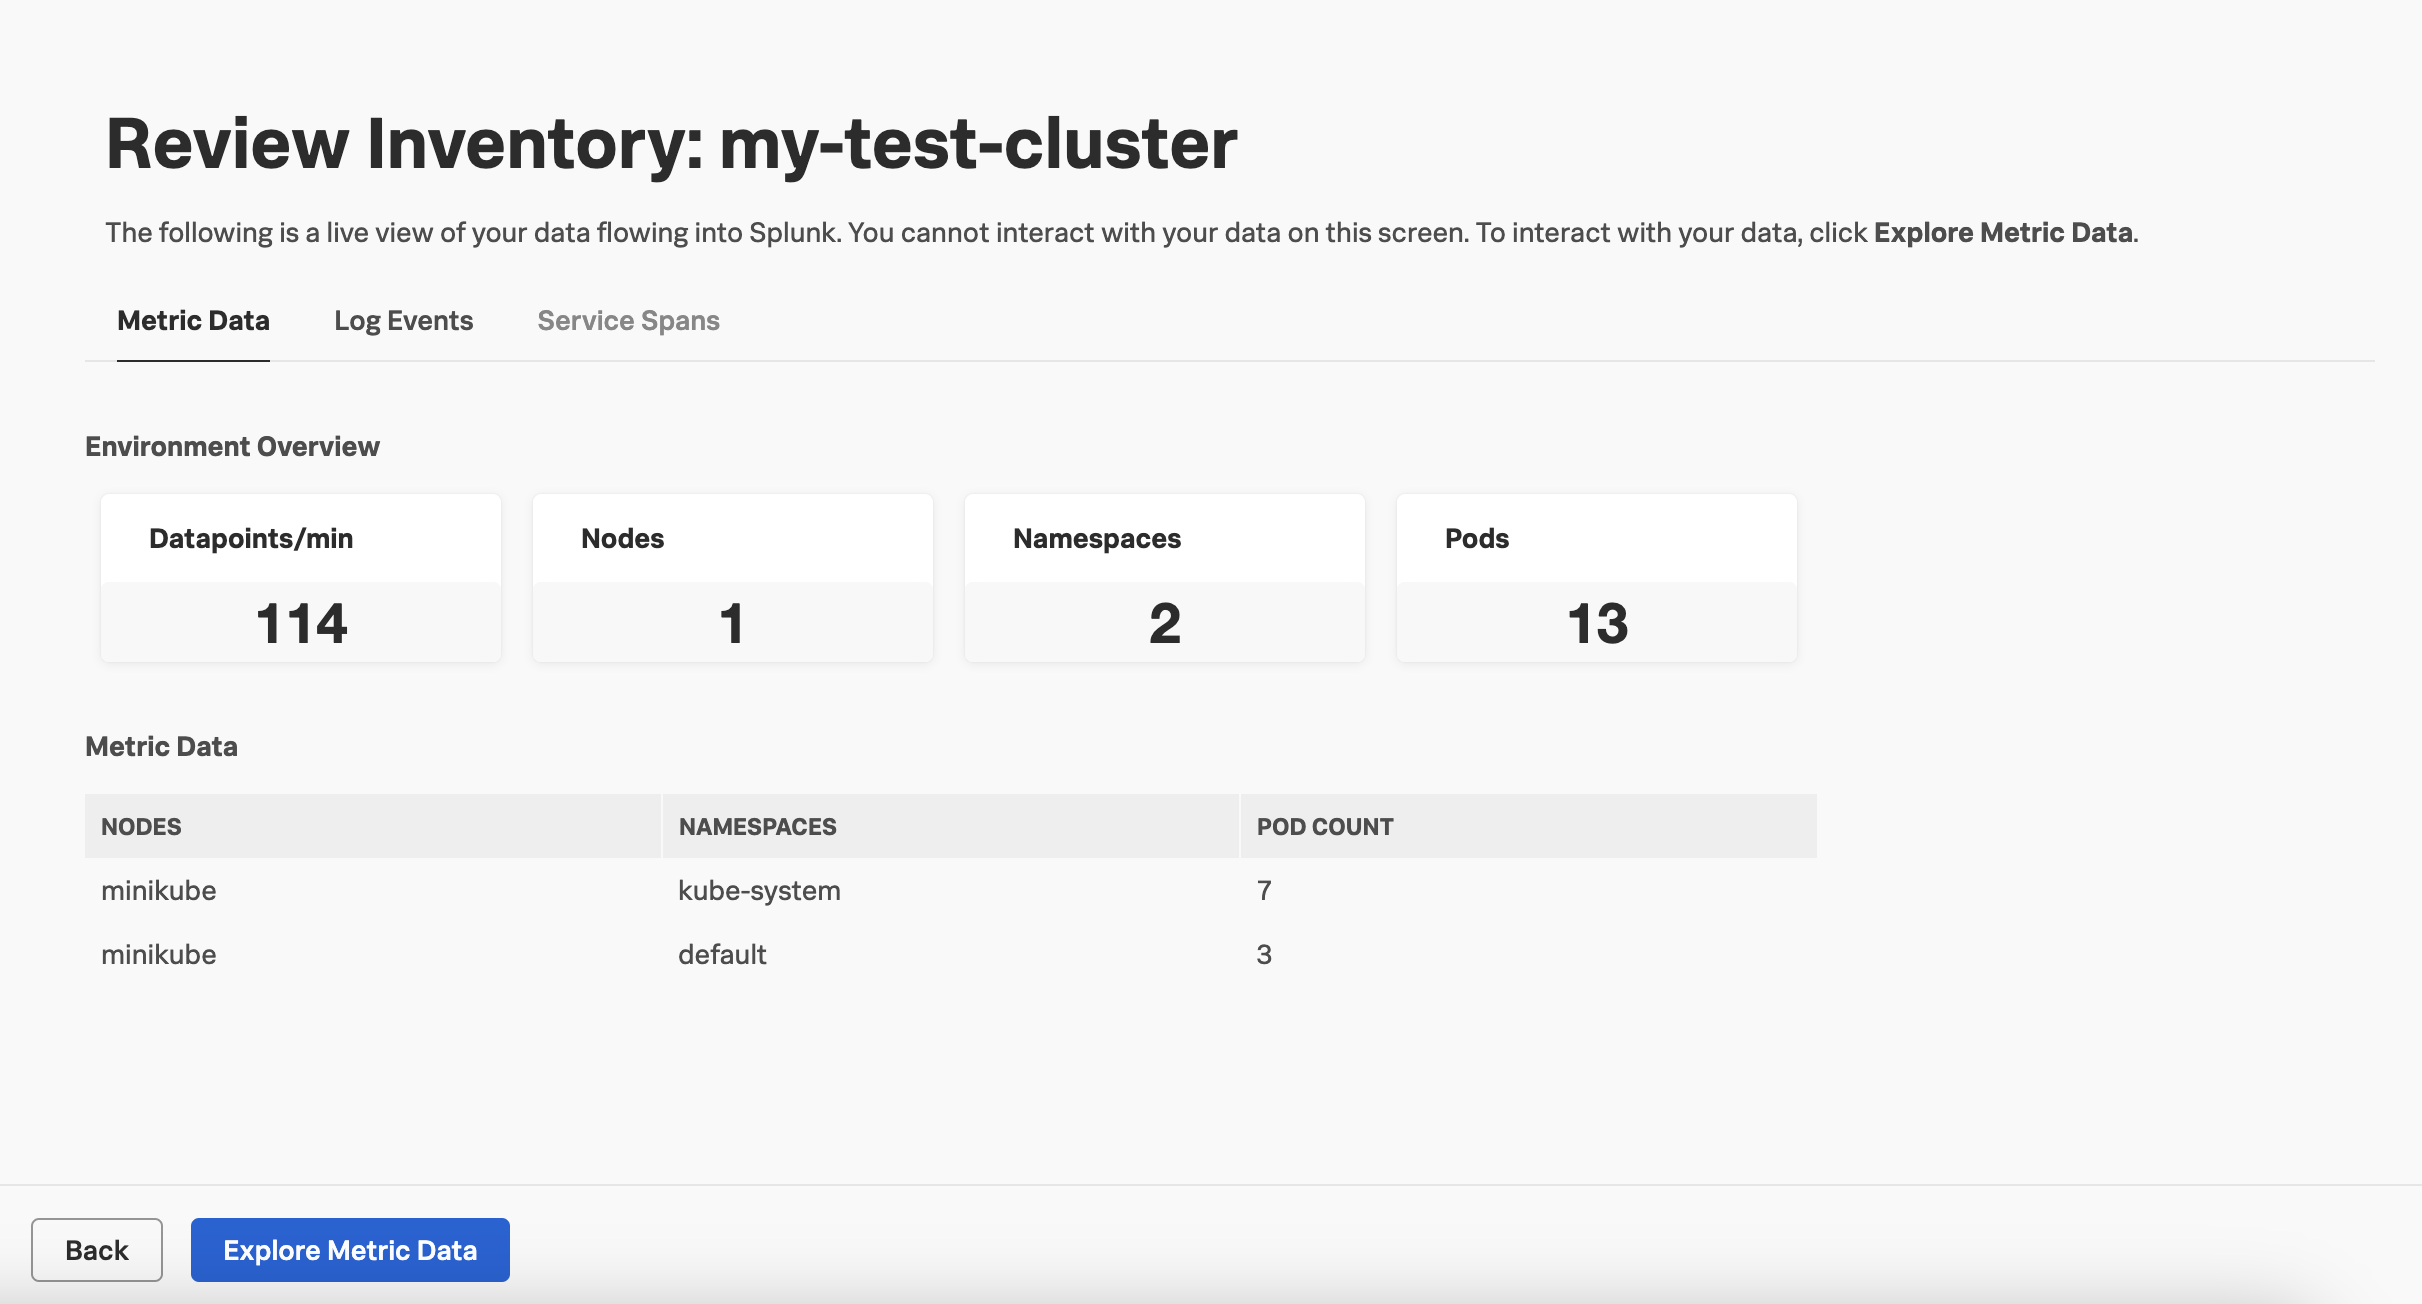 Review Inventory: my-test-cluster
The following is a live view of your data flowing into Splunk. You cannot interact with your data on this screen. To interact with your data, click Explore Metric Data.
Metric Data Log Events Service Spans
Environment Overview
Datapoints/min Nodes Namespaces Pods
114 1 2 13
Metric Data
NODES NAMESPACES POD COUNT
minikube kube-system 7
minikube default 3
Back Explore Metric Data